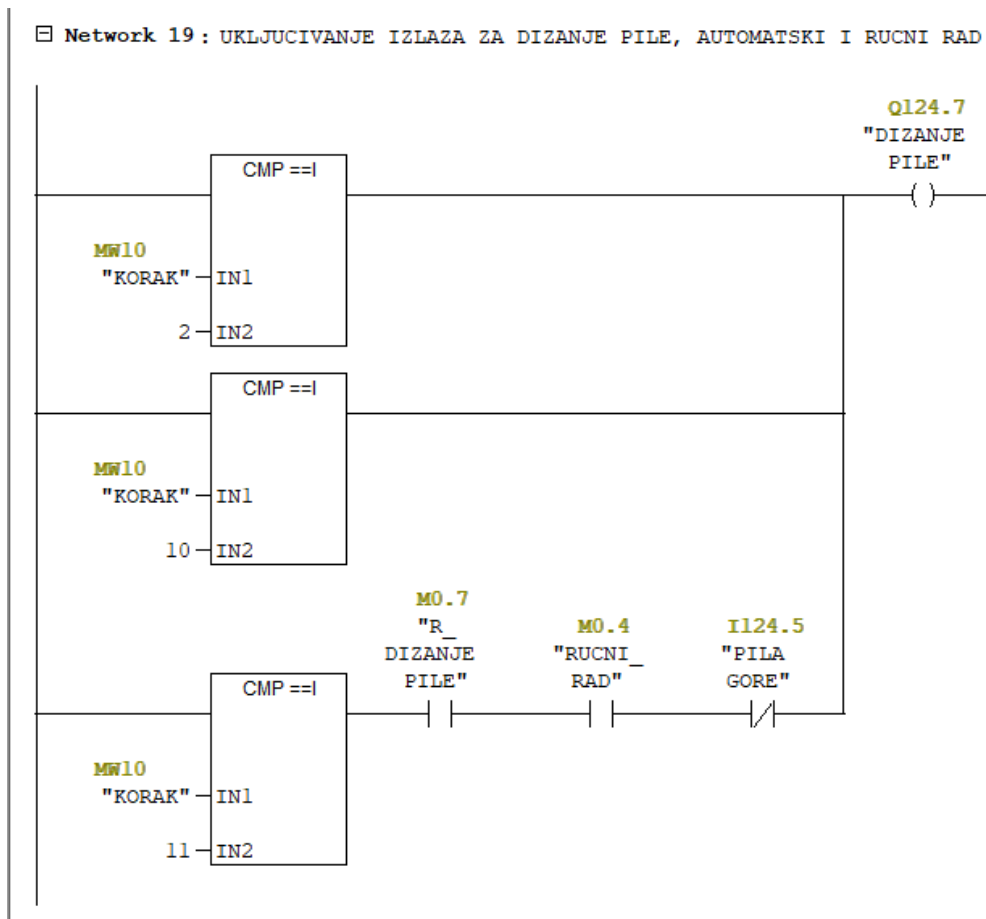 Network 19: UKLJUCIVANJE IZLAZA ZA DIZANJE PILE, AUTOMATSKI I RUCNI RAD
Q124.7
"DIZANJE
PILE"
CMP ==I
MW10
"KORAK"
IN1
2
IN2
CMP ==I
MW10
"KORAK"
IN1
10
IN2
M0.7
"R_
DIZANJE
PILE"
M0.4
"RUCNI_
RAD"
I124.5
"PILA
GORE"
CMP ==I
MW10
"KORAK"
IN1
11
IN2